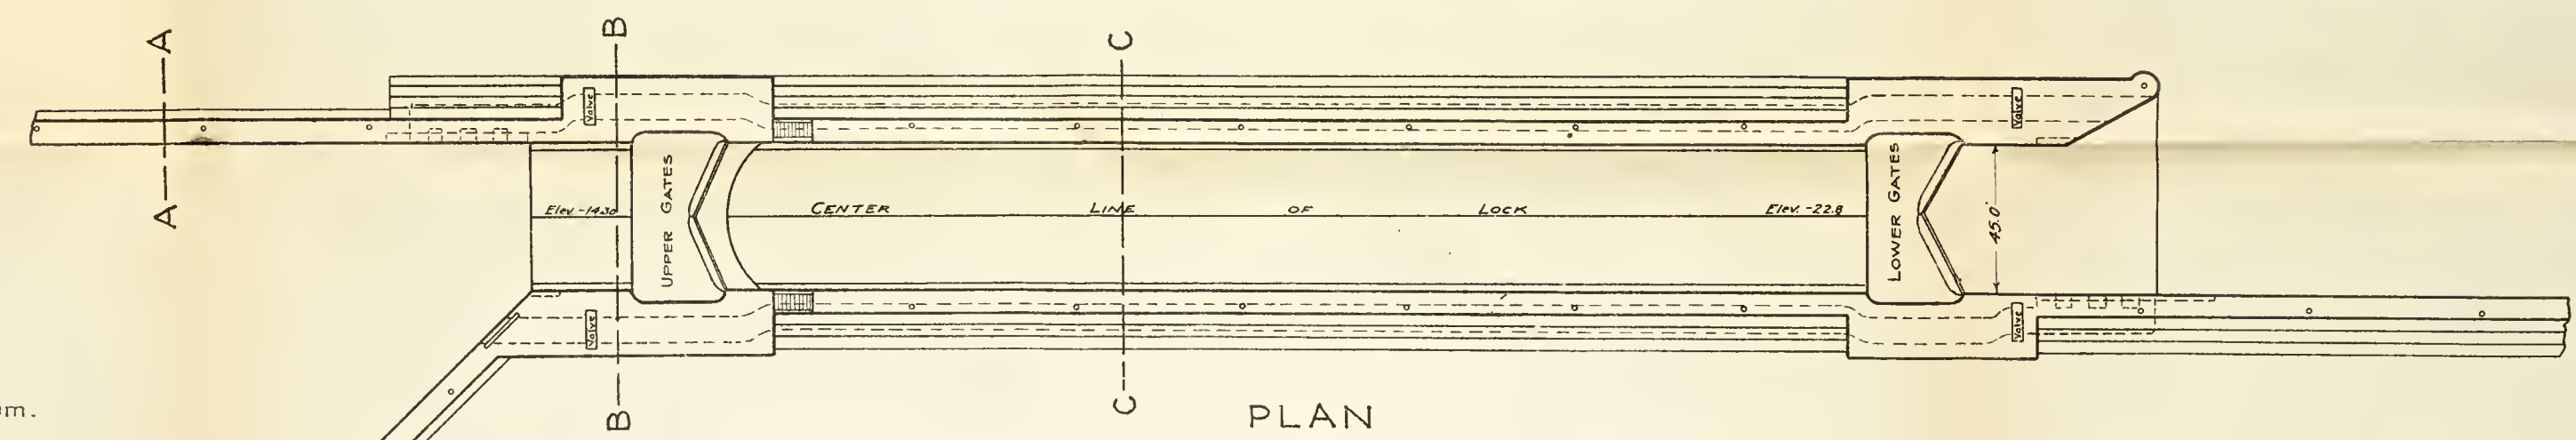 A
B
C
Valve
Valve
UPPER GATES
LOWER GATES
Elev. -14.30
CENTER LINE OF LOCK
Elev. -22.8
45.0'
Valve
Valve
A
B
C
PLAN
m.